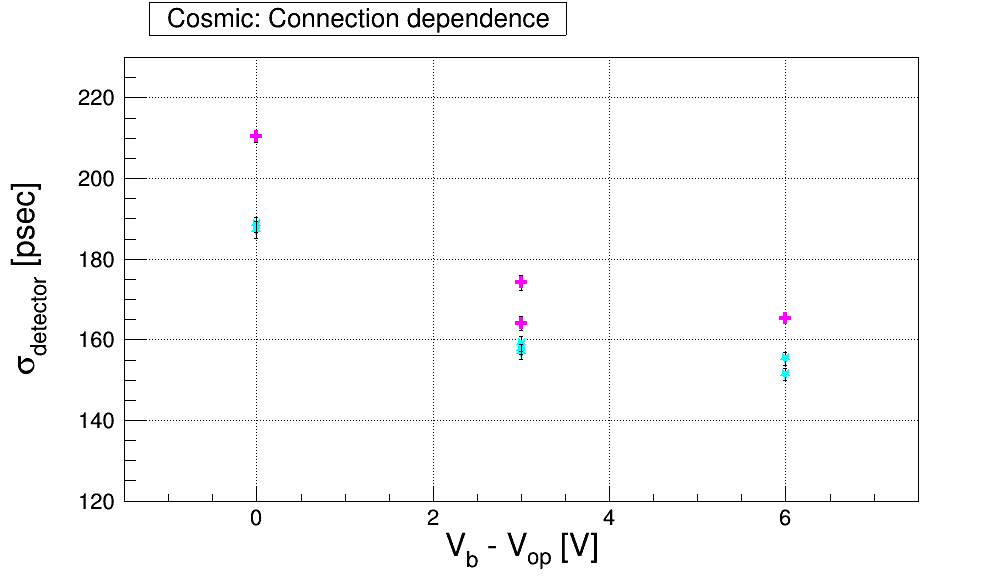 Cosmic: Connection dependence
σdetector [psec]
220
200
180
160
140
120
0 2 4 6
Vb - Vop [V]